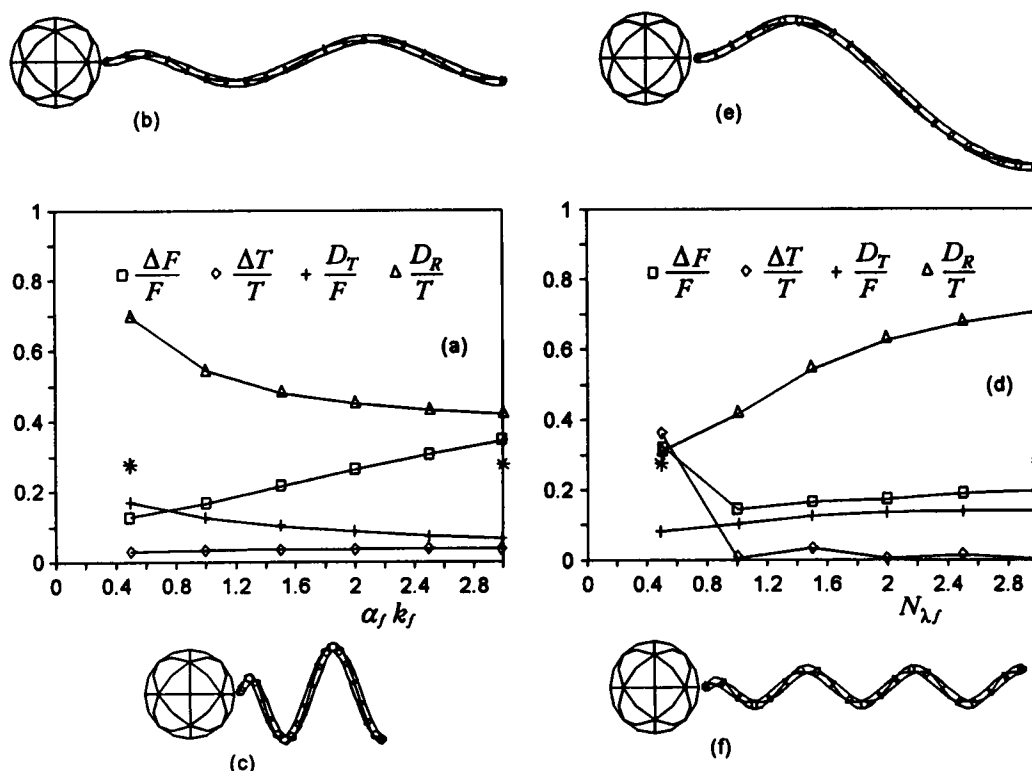 (b)
(e)
1
0.8
0.6
0.4
0.2
0
ΔF/F ΔT/T D_T/F D_R/T
(a)
0 0.4 0.8 1.2 1.6 2 2.4 2.8
α_f k_f
1
0.8
0.6
0.4
0.2
0
ΔF/F ΔT/T D_T/F D_R/T
(d)
0 0.4 0.8 1.2 1.6 2 2.4 2.8
N_λf
(c)
(f)